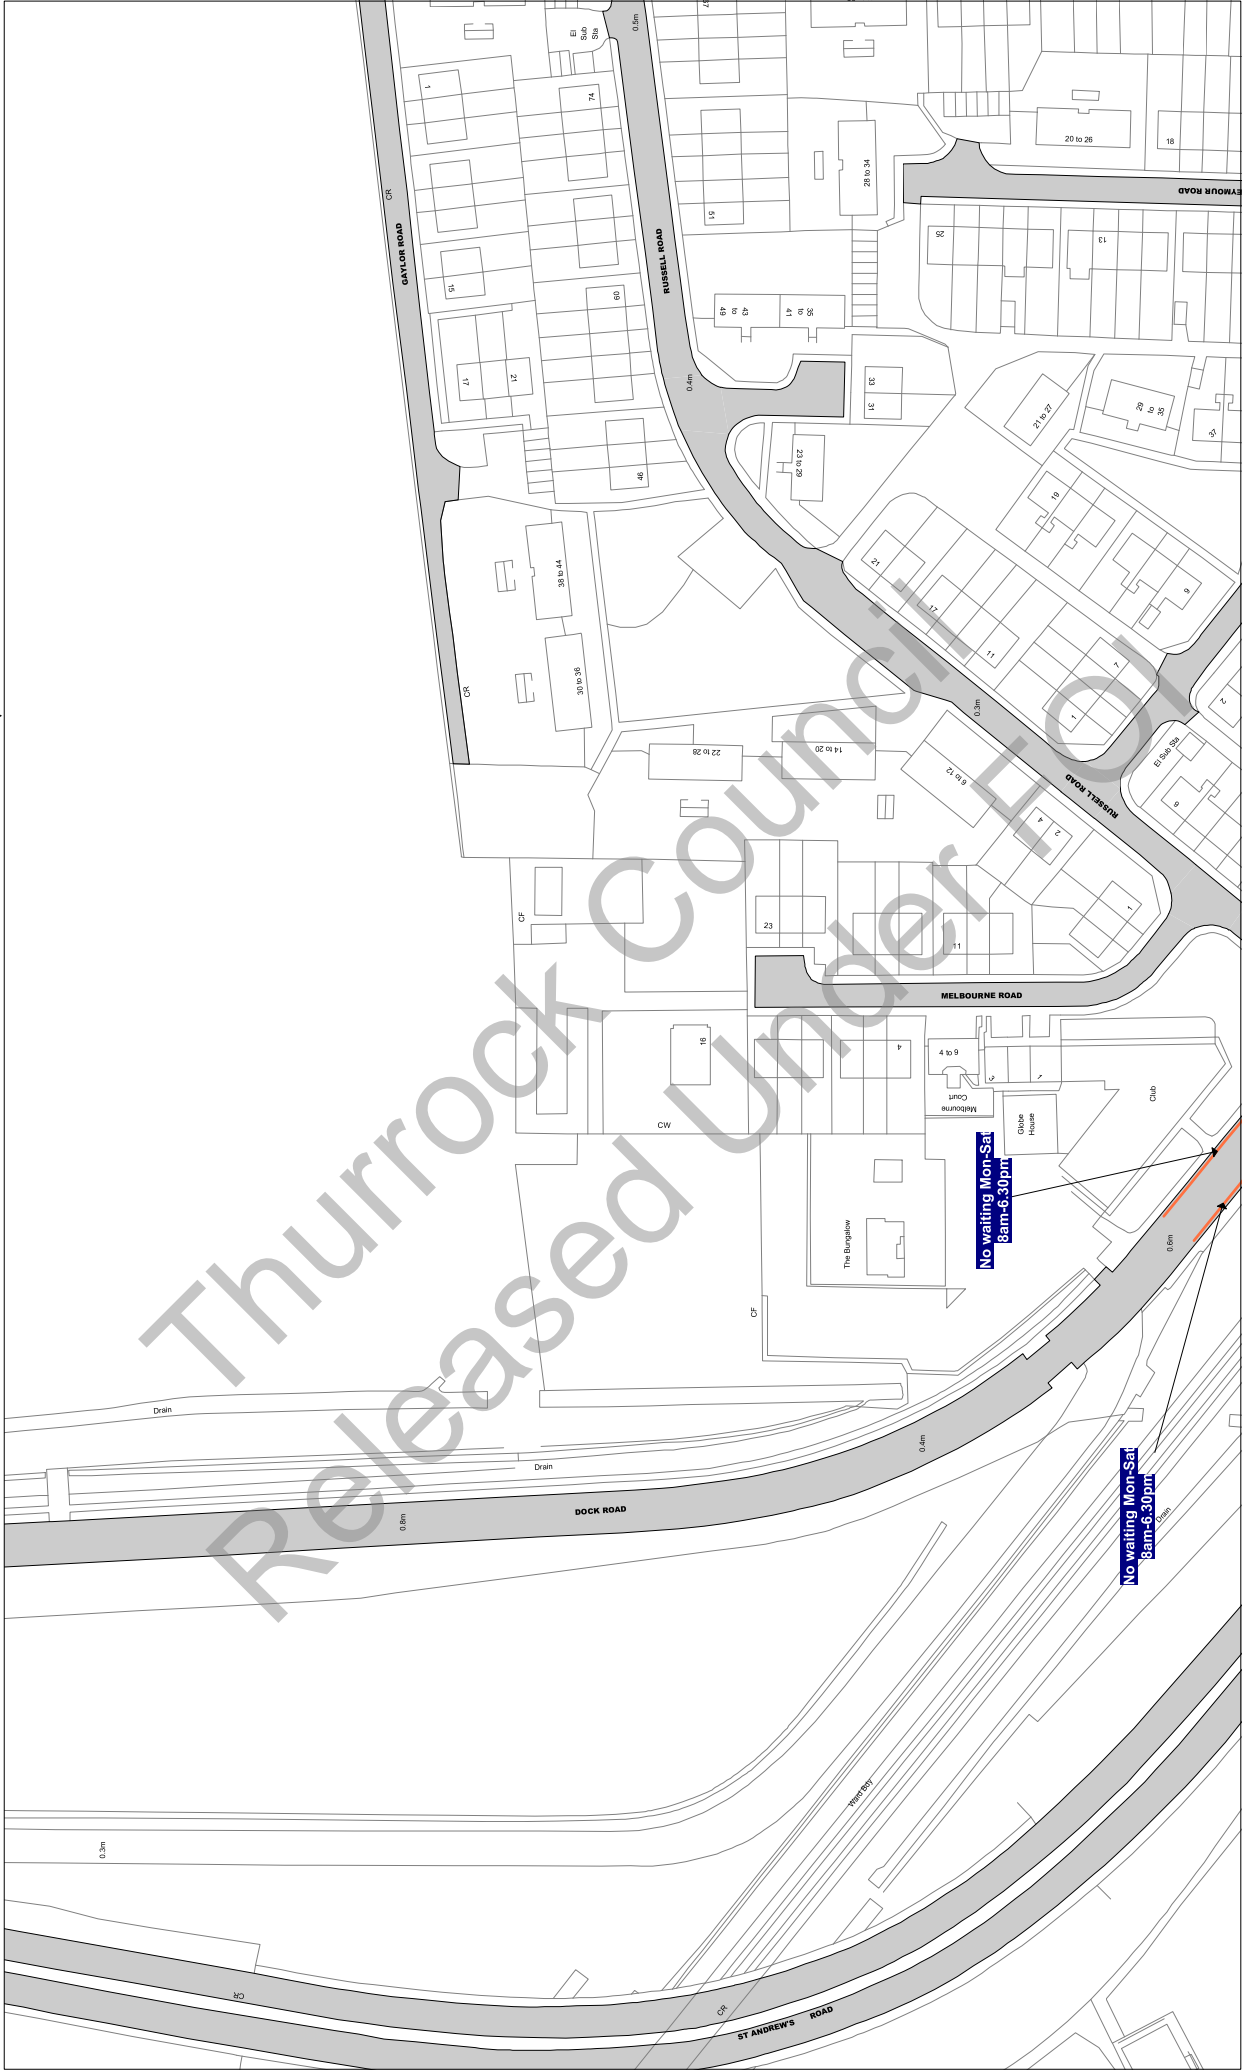 El
Sub
Sta
0.5m
57
1
74
20 to 26
18
CR
28 to 34
EYMOUR ROAD
51
GAYLOR ROAD
RUSSELL ROAD
25
13
15
60
43
to
49
35
to
41
17
21
0.4m
33
31
21 to 27
29
to
35
37
46
23 to 29
19
38 to 44
21
17
9
11
7
30 to 36
CR
0.3m
1
2
22 to 28
14 to 20
6 to 12
El Sub Sta
RUSSELL ROAD
9
4
2
CF
23
11
1
MELBOURNE ROAD
16
4
4 to 9
3
1
Melbourne
Court
Globe
House
Club
CW
No waiting Mon-Sat
8am-6.30pm
The Bungalow
0.6m
CF
Drain
Drain
0.4m
DOCK ROAD
0.8m
No waiting Mon-Sat
8am-6.30pm
Drain
Ward Bdy
0.3m
CR
CR
ST ANDREW'S ROAD
Thurrock Council
Released Under FOI